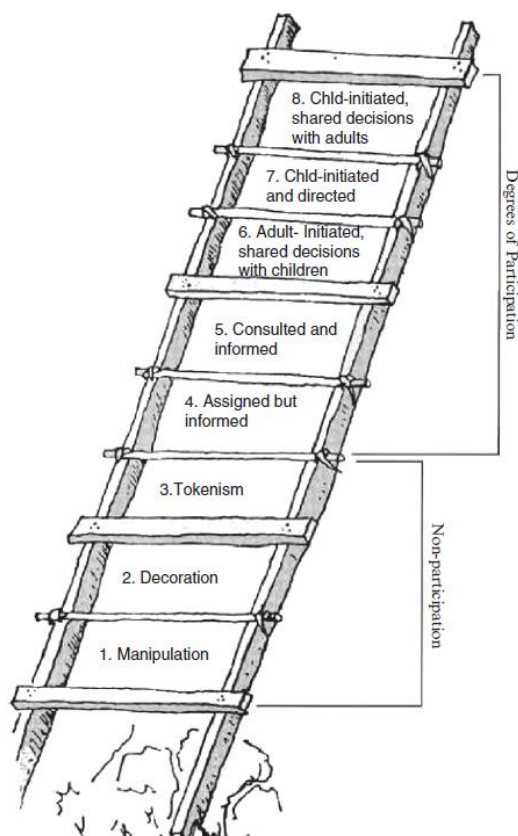 8. Chld-initiated,
shared decisions
with adults
7. Chld-initiated
and directed
6. Adult- Initiated,
shared decisions
with children
5. Consulted and
informed
4. Assigned but
informed
3.Tokenism
2. Decoration
1. Manipulation
Degrees of Participation
Non-participation